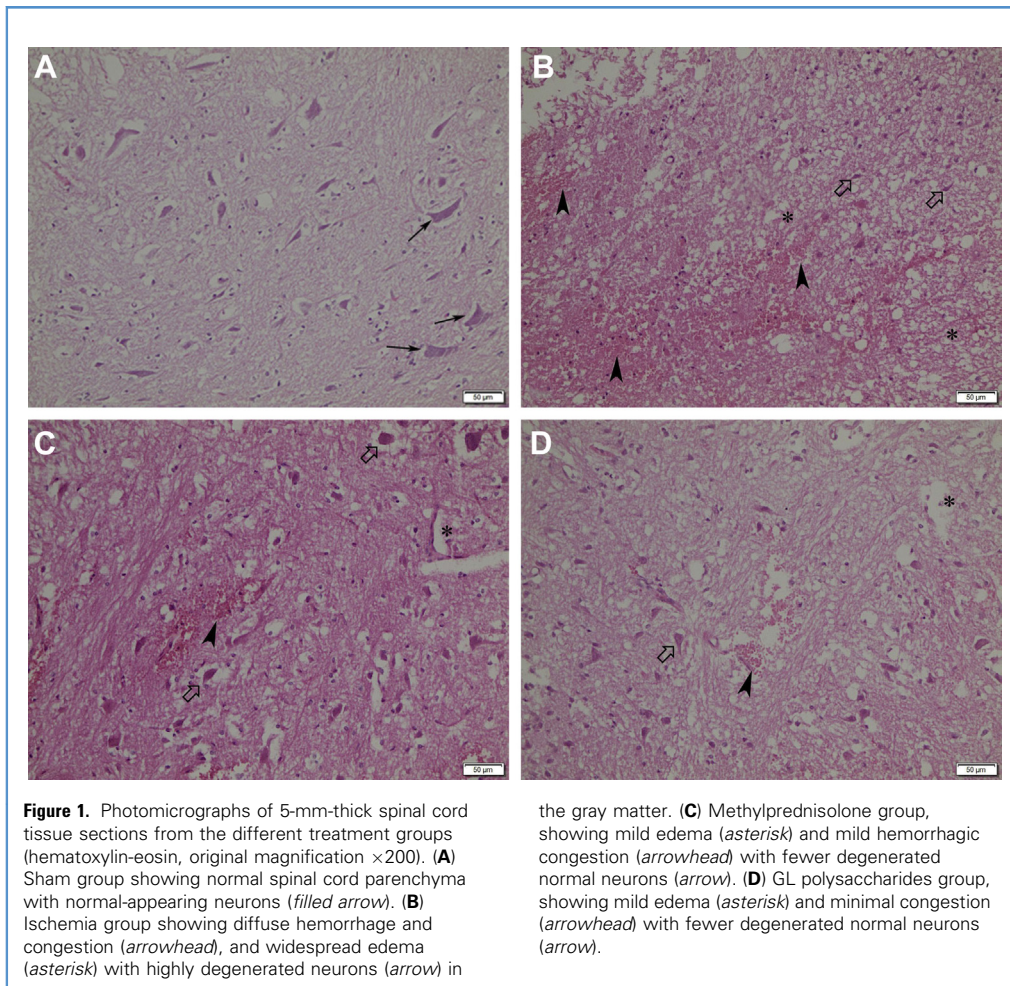 A
B
50 µm
50 µm
C
D
50 µm
50 µm
Figure 1. Photomicrographs of 5-mm-thick spinal cord
tissue sections from the different treatment groups
(hematoxylin-eosin, original magnification ×200). (A)
Sham group showing normal spinal cord parenchyma
with normal-appearing neurons (filled arrow). (B)
Ischemia group showing diffuse hemorrhage and
congestion (arrowhead), and widespread edema
(asterisk) with highly degenerated neurons (arrow) in
the gray matter. (C) Methylprednisolone group,
showing mild edema (asterisk) and mild hemorrhagic
congestion (arrowhead) with fewer degenerated
normal neurons (arrow). (D) GL polysaccharides group,
showing mild edema (asterisk) and minimal congestion
(arrowhead) with fewer degenerated normal neurons
(arrow).